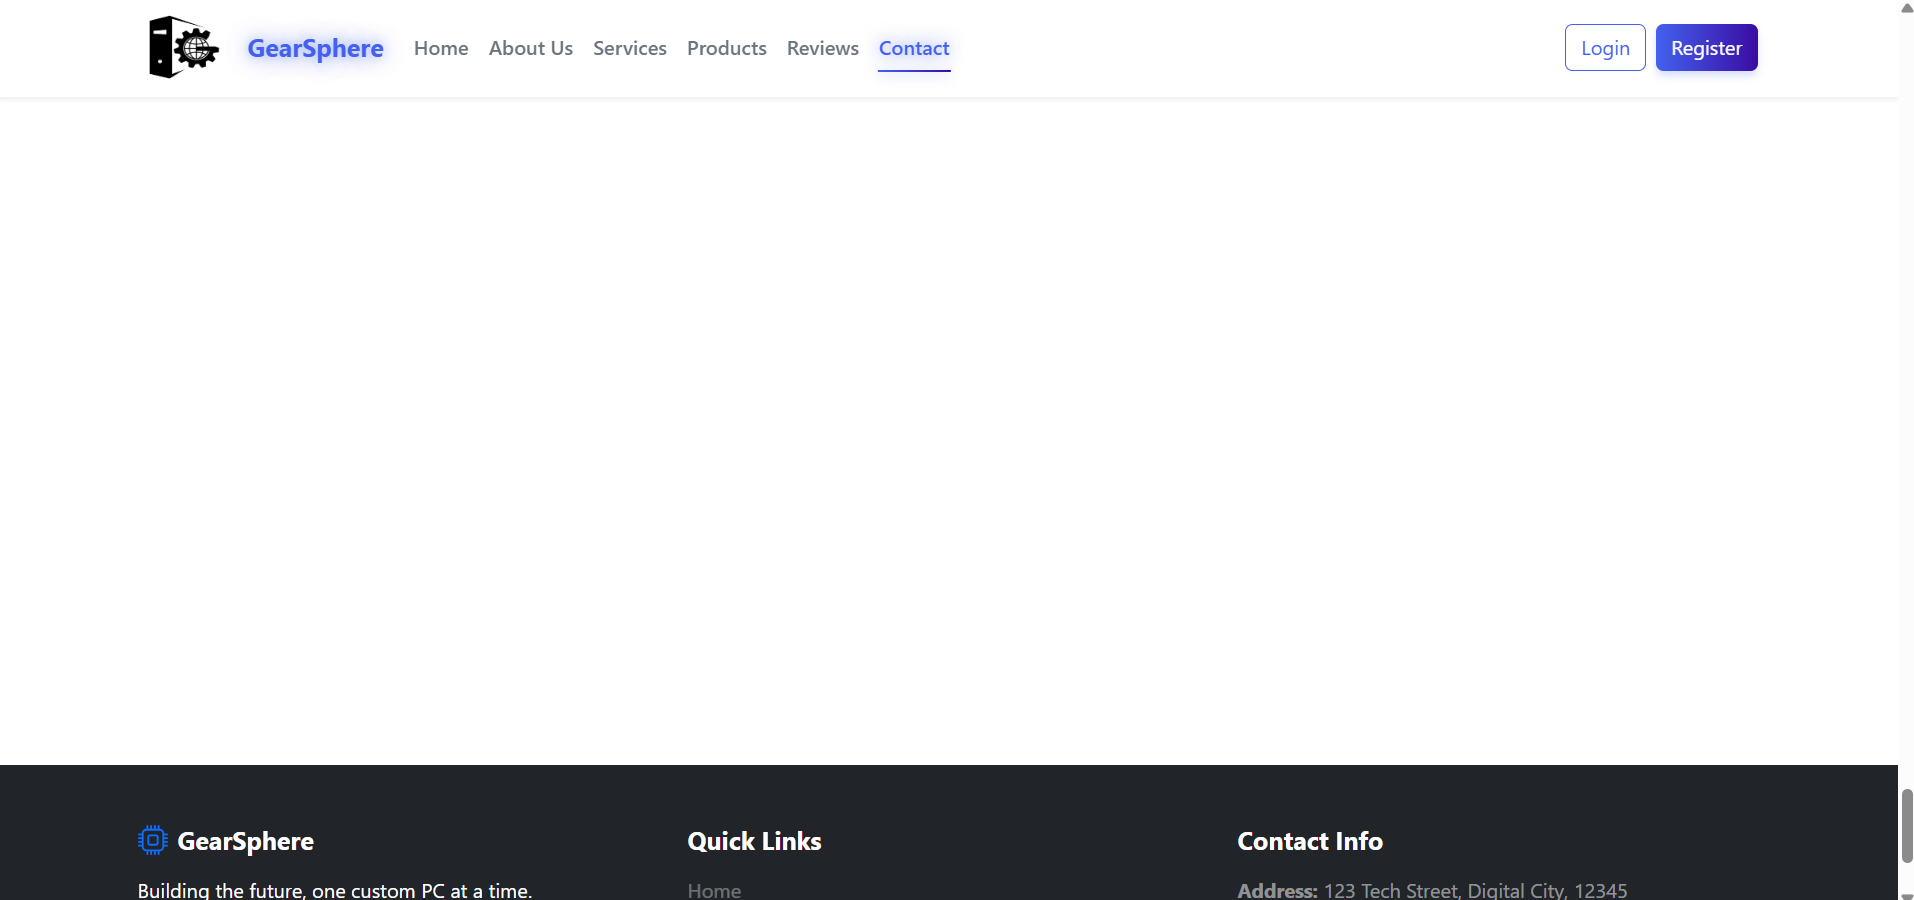 GearSphere Home About Us Services Products Reviews Contact Login Register
GearSphere Quick Links Contact Info
Building the future, one custom PC at a time. Home Address: 123 Tech Street, Digital City, 12345